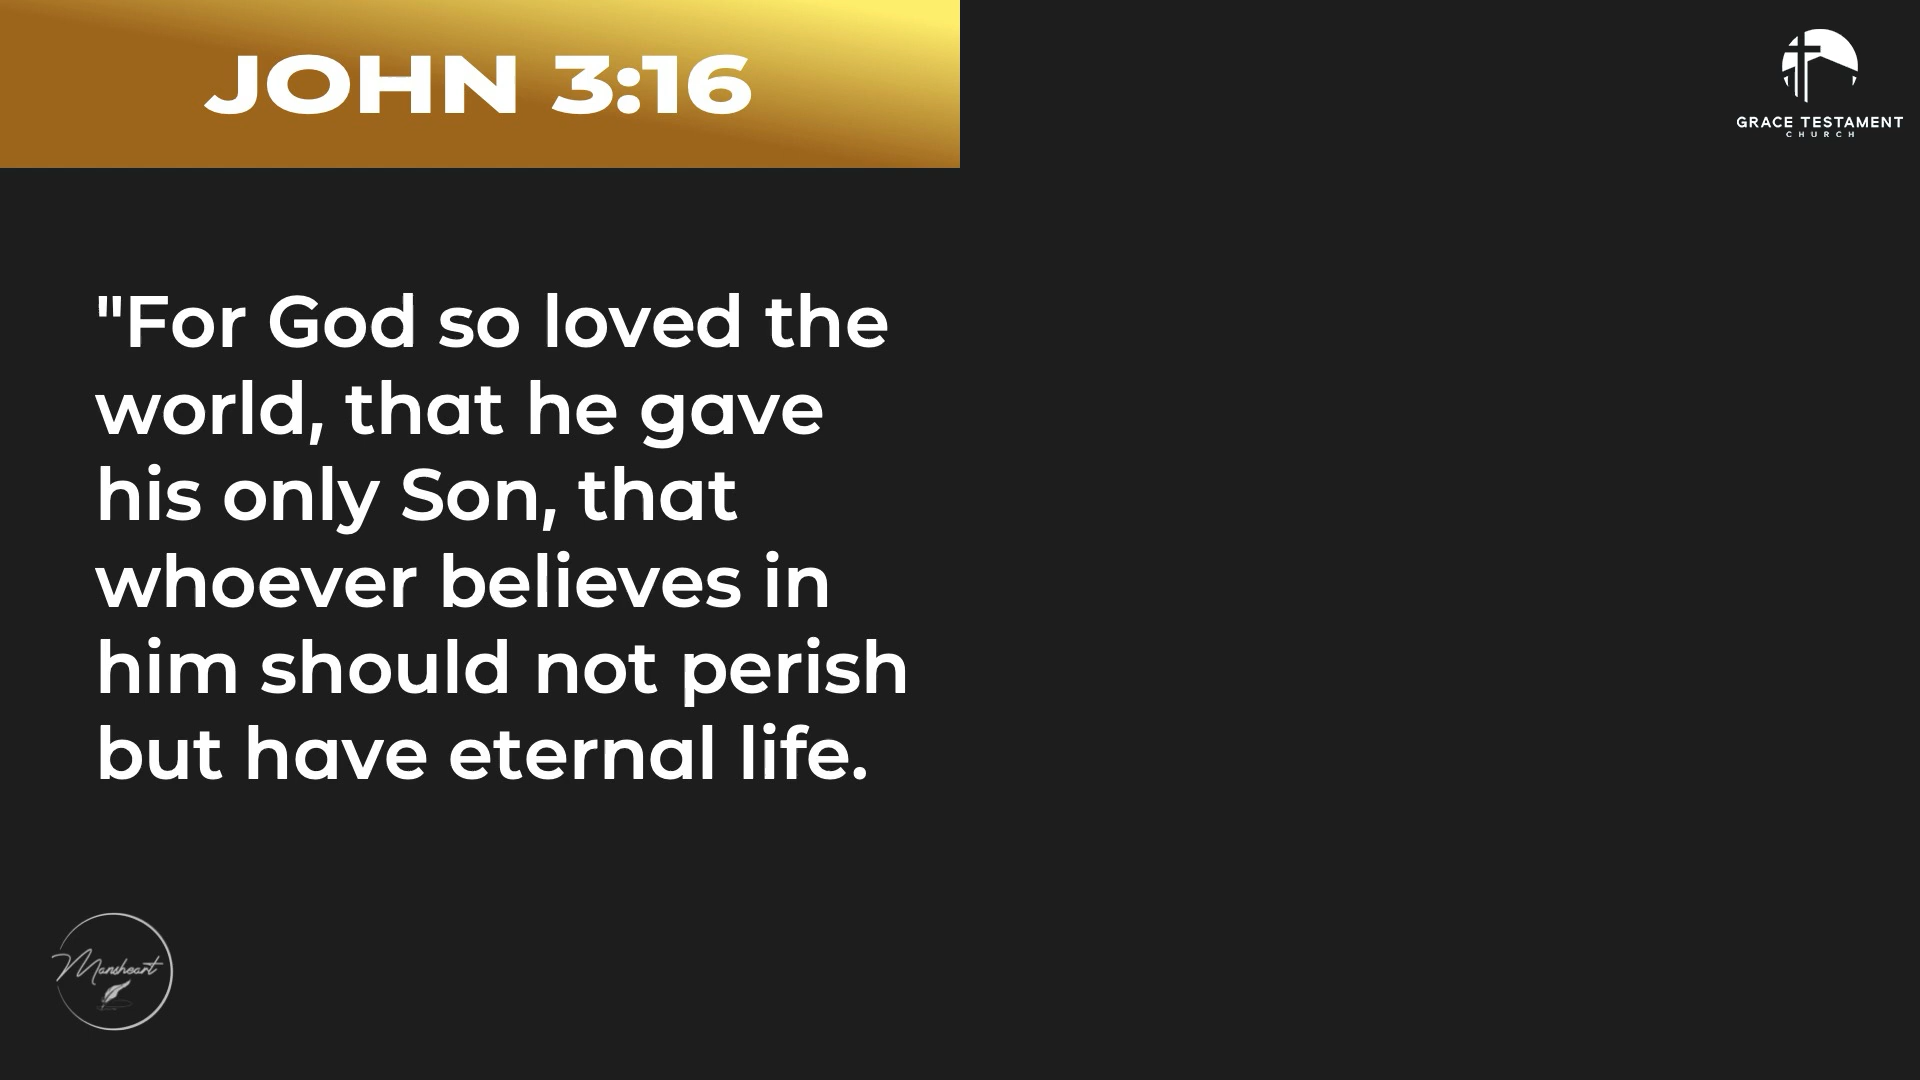 JOHN 3:16
GRACE TESTAMENT
CHURCH
"For God so loved the
world, that he gave
his only Son, that
whoever believes in
him should not perish
but have eternal life.
Mansheart